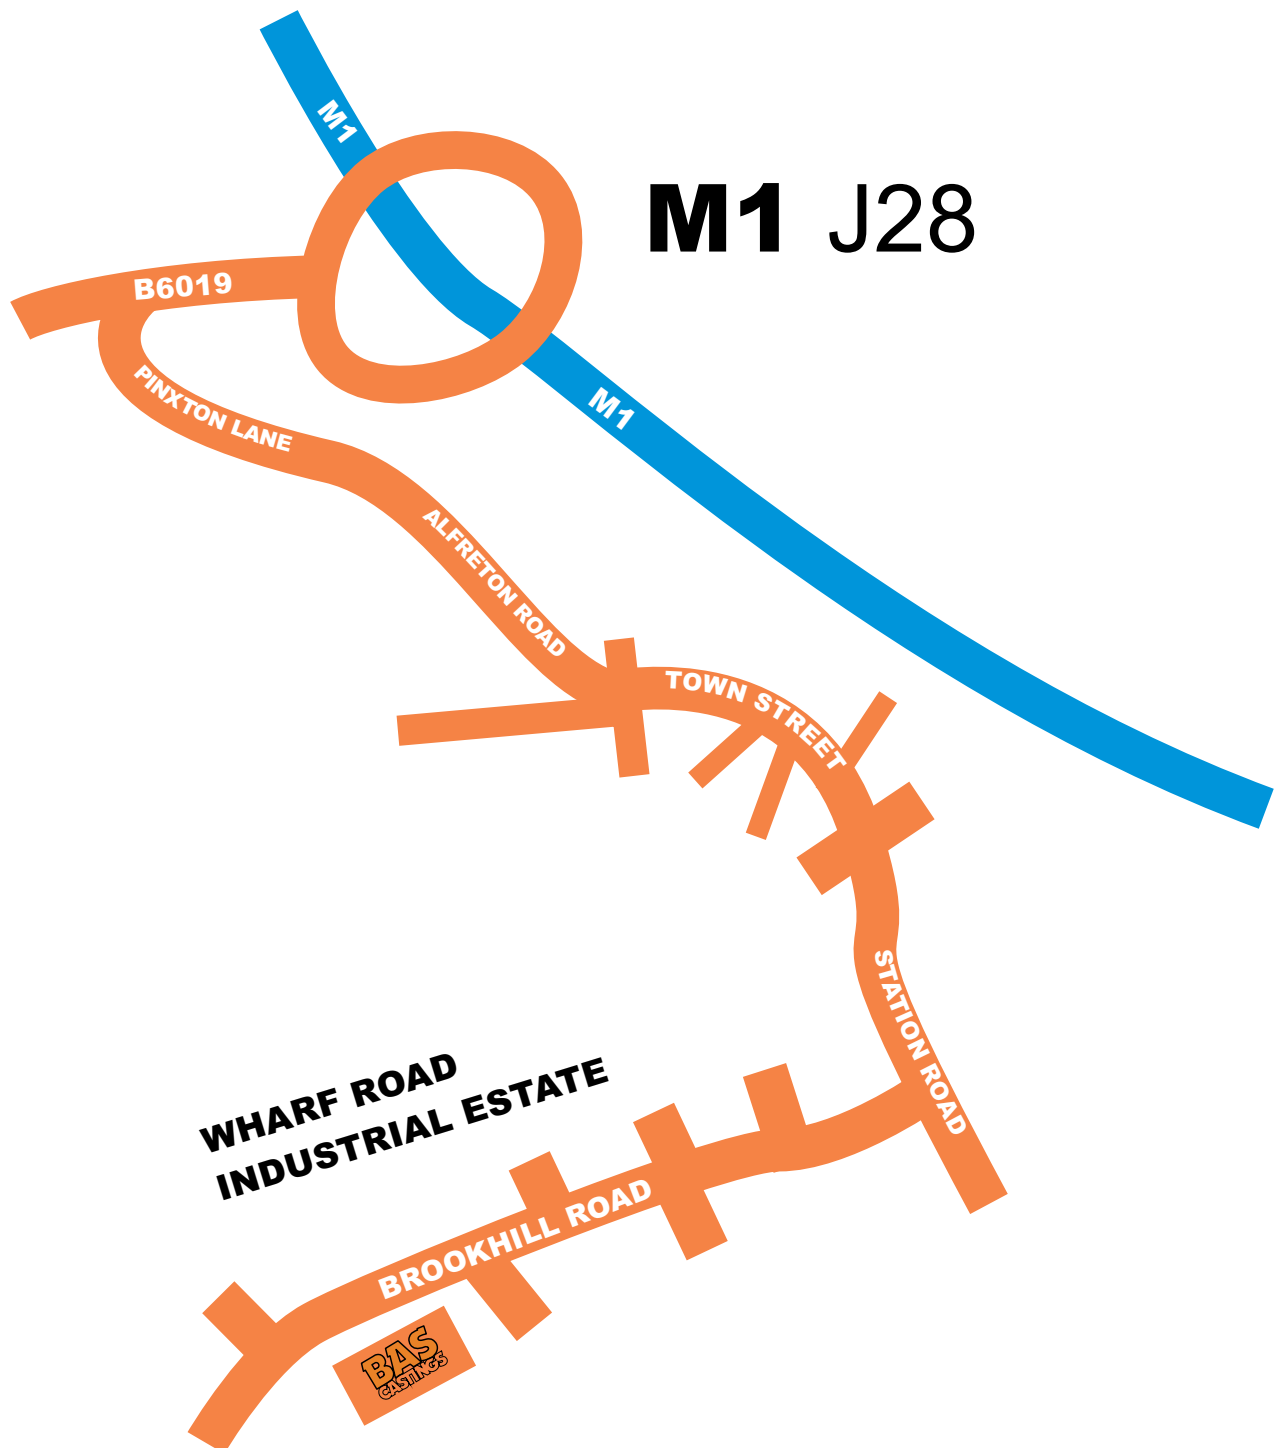 M1
M1 J28
B6019
M1
PINXTON LANE
ALFRETON ROAD
TOWN STREET
STATION ROAD
WHARF ROAD
INDUSTRIAL ESTATE
BROOKHILL ROAD
BAS
CASTINGS